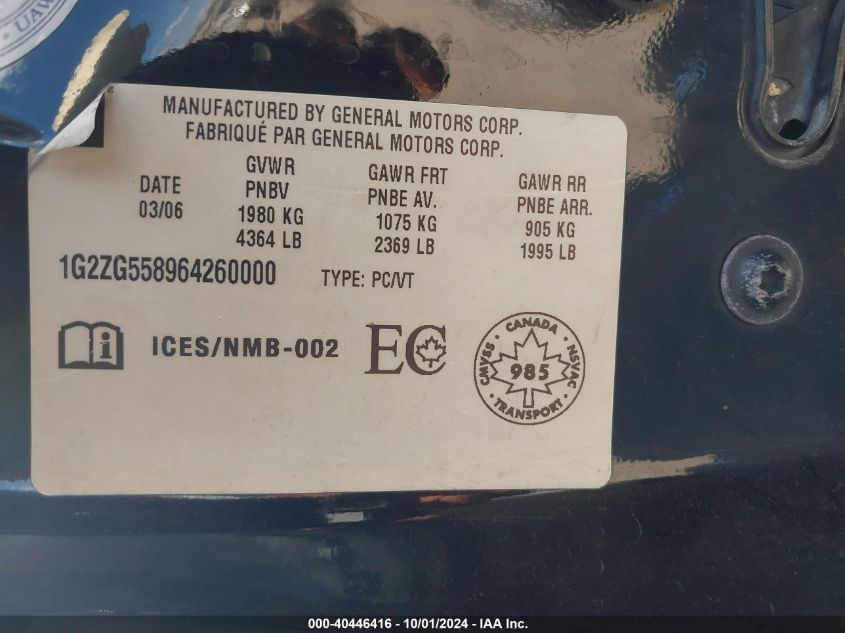 UAW
MANUFACTURED BY GENERAL MOTORS CORP.
FABRIQUÉ PAR GENERAL MOTORS CORP.
DATE GVWR GAWR FRT GAWR RR
03/06 PNBV PNBE AV. PNBE ARR.
1980 KG 1075 KG 905 KG
4364 LB 2369 LB 1995 LB
1G2ZG558964260000 TYPE: PC/VT
i ICES/NMB-002 EC CANADA
CMVSS 985 NSVAC
TRANSPORT
000-40446416 - 10/01/2024 - IAA Inc.